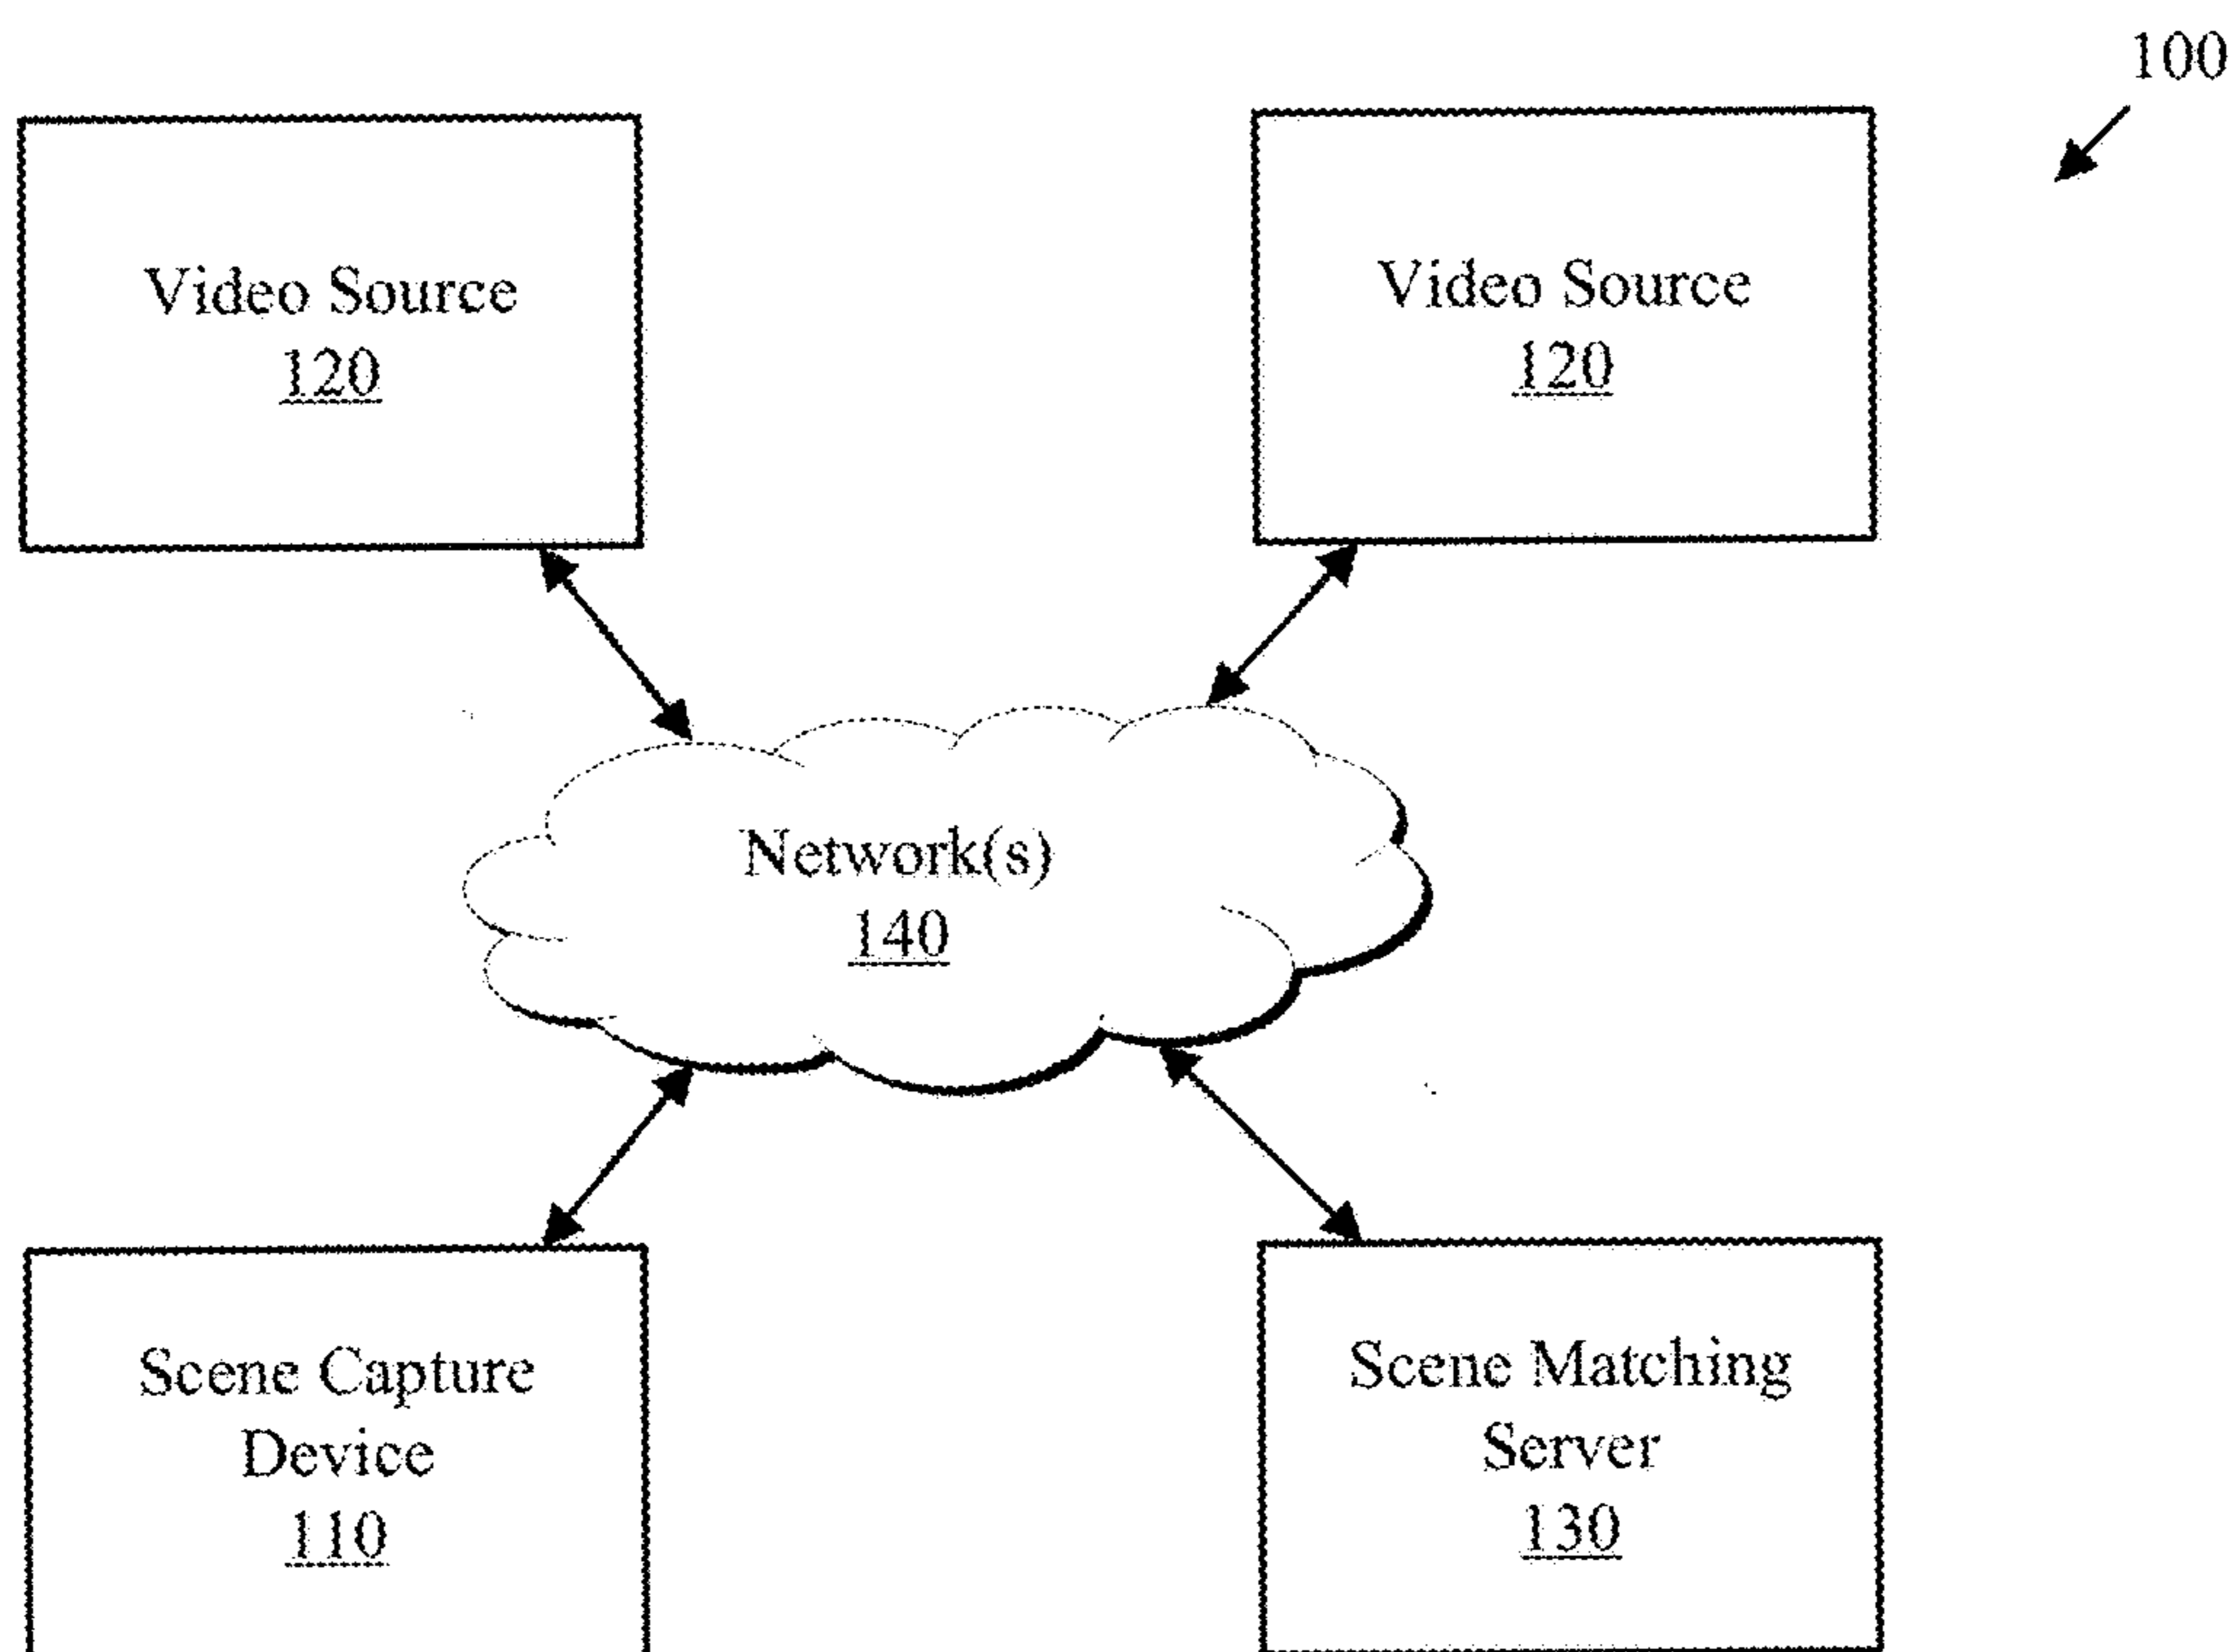 100
Video Source
120
Video Source
120
Network(s)
140
Scene Capture
Device
110
Scene Matching
Server
130